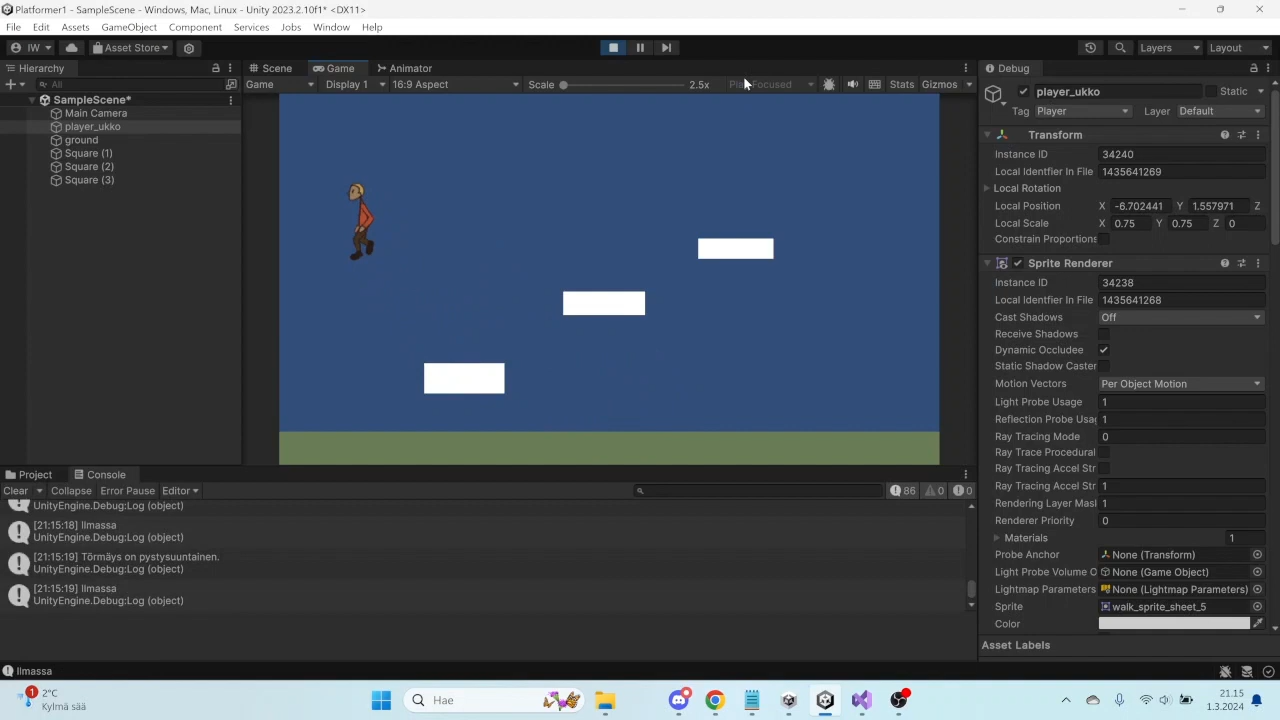 Platformer1 - SampleScene - Windows, Mac, Linux - Unity 2023.2.10f1* <DX11>
File Edit Assets GameObject Component Services Jobs Window Help
IW Asset Store Layers Layout
Hierarchy
All
SampleScene*
Main Camera
player_ukko
ground
Square (1)
Square (2)
Square (3)
Scene Game Animator
Game Display 1 16:9 Aspect Scale 2.5x Play Focused Stats Gizmos
Debug
player_ukko Static
Tag Player Layer Default
Transform
Instance ID 34240
Local Identfier In File 1435641269
Local Rotation
Local Position X -6.702441 Y 1.557971 Z
Local Scale X 0.75 Y 0.75 Z 0
Constrain Proportions
Sprite Renderer
Instance ID 34238
Local Identfier In File 1435641268
Cast Shadows Off
Receive Shadows
Dynamic Occludee
Static Shadow Caster
Motion Vectors Per Object Motion
Light Probe Usage 1
Reflection Probe Usag 1
Ray Tracing Mode 0
Ray Trace Procedural
Ray Tracing Accel Str
Ray Tracing Accel Str 1
Rendering Layer Mask 1
Renderer Priority 0
Materials 1
Probe Anchor None (Transform)
Light Probe Volume O None (Game Object)
Lightmap Parameters None (Lightmap Parameters)
Sprite walk_sprite_sheet_5
Color
Asset Labels
Project Console
Clear Collapse Error Pause Editor 86 0 0
UnityEngine.Debug:Log (object)
[21:15:18] Ilmassa
UnityEngine.Debug:Log (object)
[21:15:19] Törmäys on pystysuuntainen.
UnityEngine.Debug:Log (object)
[21:15:19] Ilmassa
UnityEngine.Debug:Log (object)
Ilmassa
1 2°C
Kylmä sää
Hae
21.15
1.3.2024